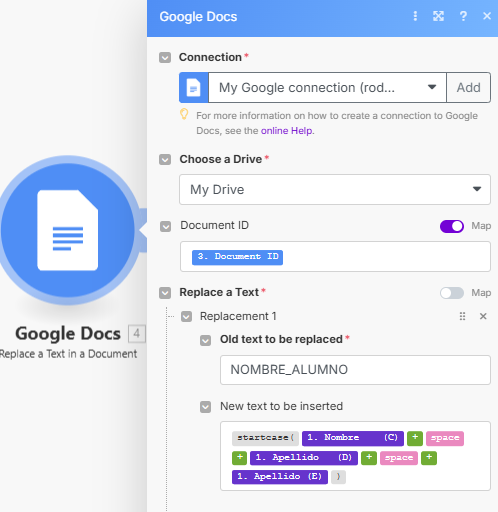 Google Docs
Connection *
My Google connection (rod...
Add
For more information on how to create a connection to Google
Docs, see the online Help.
Choose a Drive *
My Drive
Document ID
Map
3. Document ID
Replace a Text *
Map
Replacement 1
Old text to be replaced *
NOMBRE_ALUMNO
New text to be inserted
startcase( 1. Nombre (C) + space
+ 1. Apellido (D) + space +
1. Apellido (E) )
Google Docs 4
Replace a Text in a Document